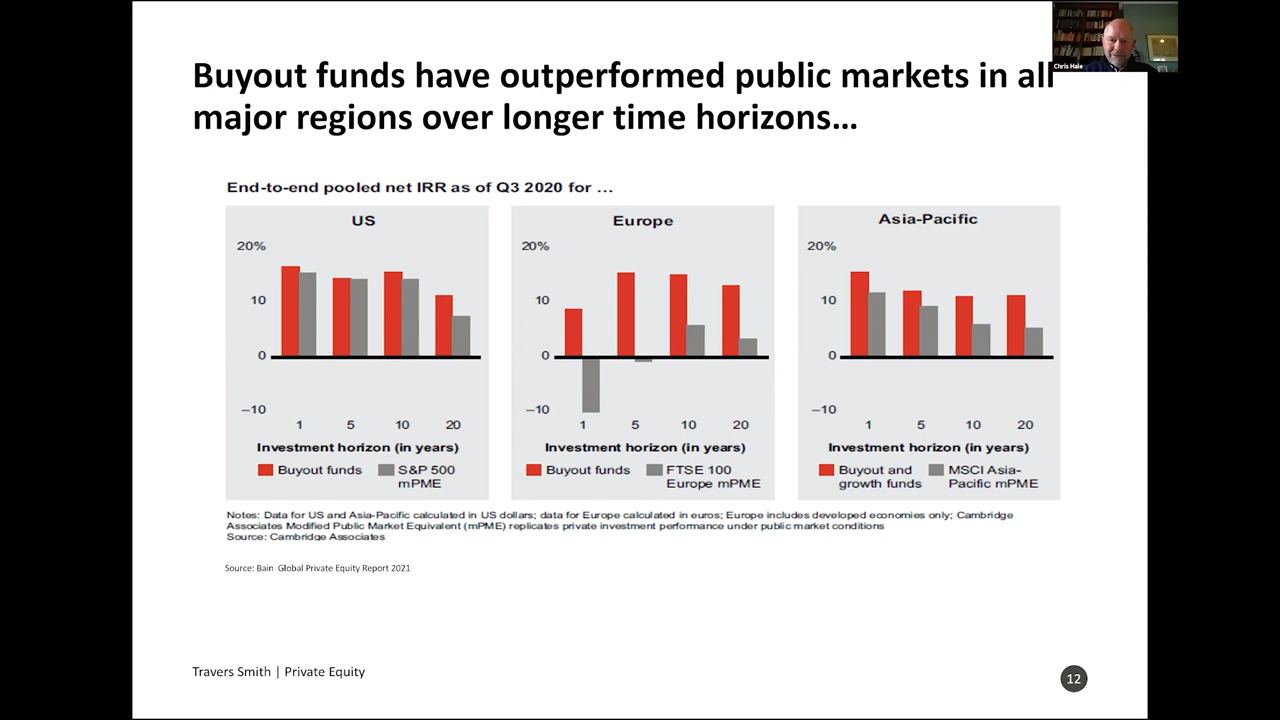 Chris Hale
Buyout funds have outperformed public markets in all
major regions over longer time horizons...
End-to-end pooled net IRR as of Q3 2020 for ...
US
20%
10
0
–10
1 5 10 20
Investment horizon (in years)
Buyout funds
S&P 500
mPME
Europe
20%
10
0
–10
1 5 10 20
Investment horizon (in years)
Buyout funds
FTSE 100
Europe mPME
Asia-Pacific
20%
10
0
–10
1 5 10 20
Investment horizon (in years)
Buyout and
growth funds
MSCI Asia-
Pacific mPME
Notes: Data for US and Asia-Pacific calculated in US dollars; data for Europe calculated in euros; Europe includes developed economies only; Cambridge
Associates Modified Public Market Equivalent (mPME) replicates private investment performance under public market conditions
Source: Cambridge Associates
Source: Bain Global Private Equity Report 2021
Travers Smith | Private Equity
12